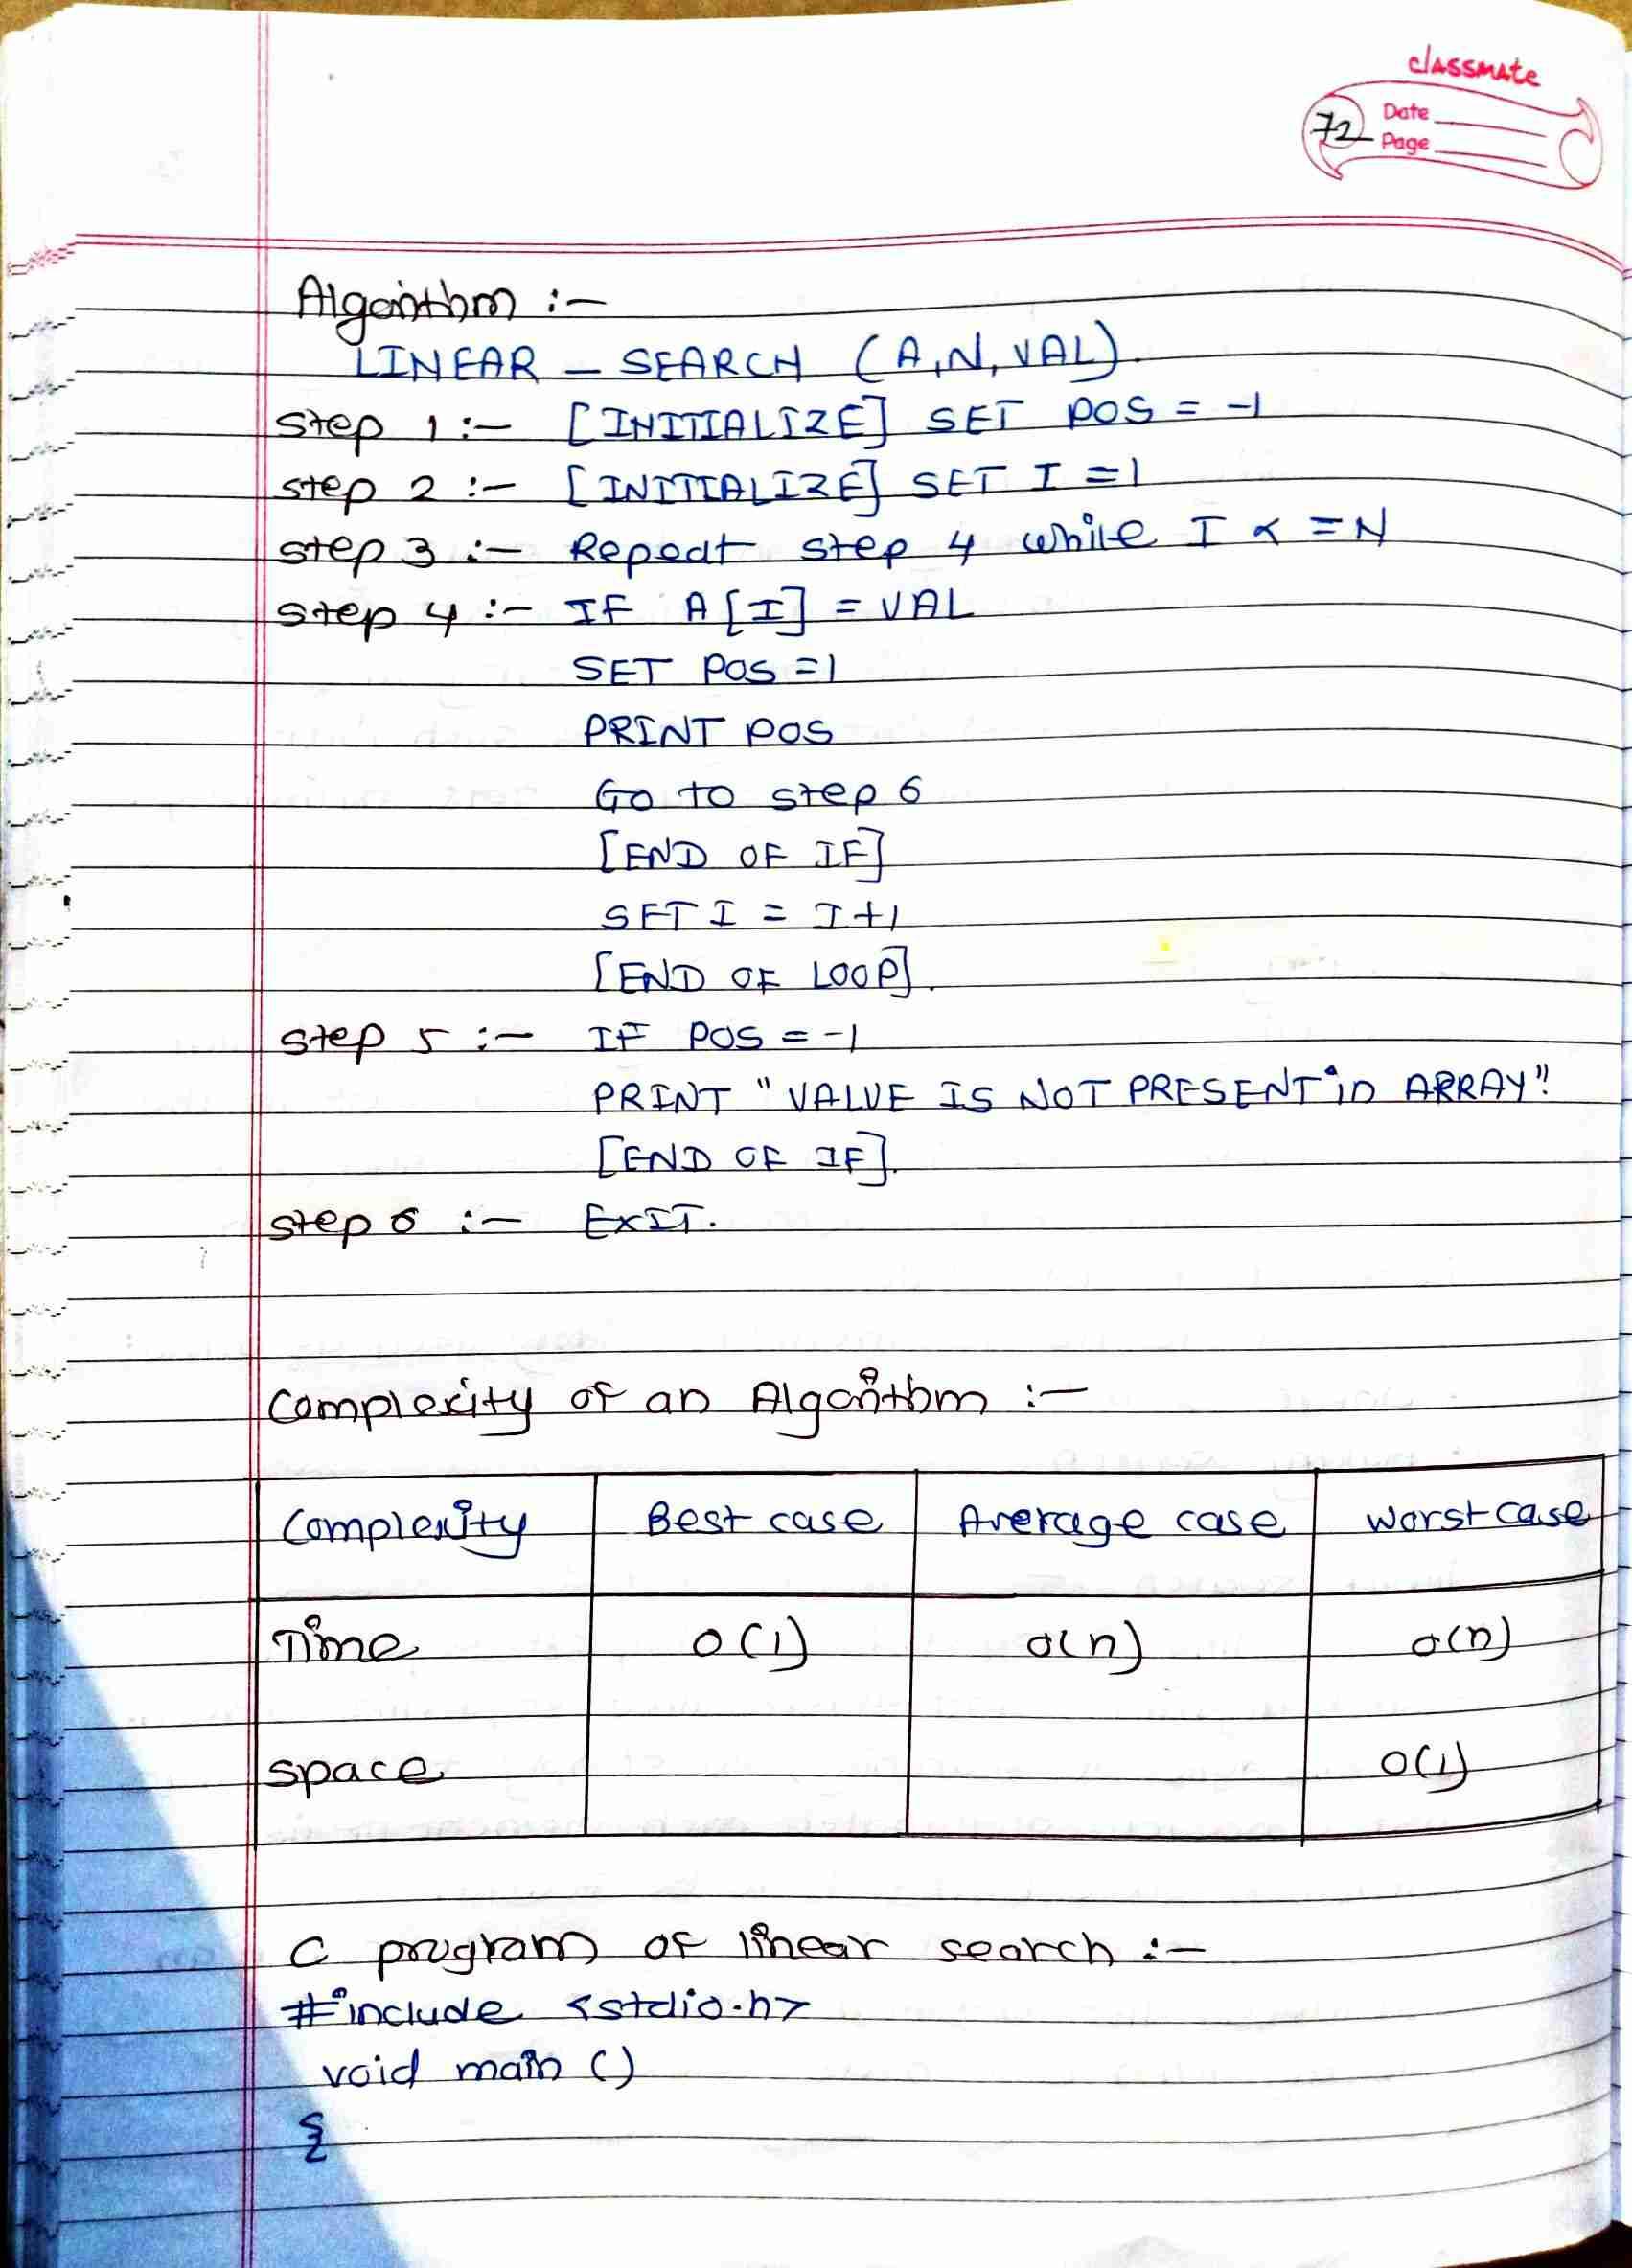 classmate
Date
72 Page
Algorithm :-
LINEAR - SEARCH (A,N,VAL).
Step 1 :- [INITIALIZE] SET POS = -1
Step 2 :- [INITIALIZE] SET I = 1
Step 3 :- Repeat step 4 while I < = N
Step 4 :- IF A[I] = VAL
SET POS = 1
PRINT POS
Go to step 6
[END OF IF]
SET I = I+1
[END OF LOOP].
Step 5 :- IF POS = -1
PRINT "VALUE IS NOT PRESENT in ARRAY"!
[END OF IF].
Step 6 :- EXIT.
Complexity of an Algorithm :-
Complexity Best case Average case Worst case
Time O(1) O(n) O(n)
Space O(1)
C program of linear search :-
#include <stdio.h>
void main ()
{